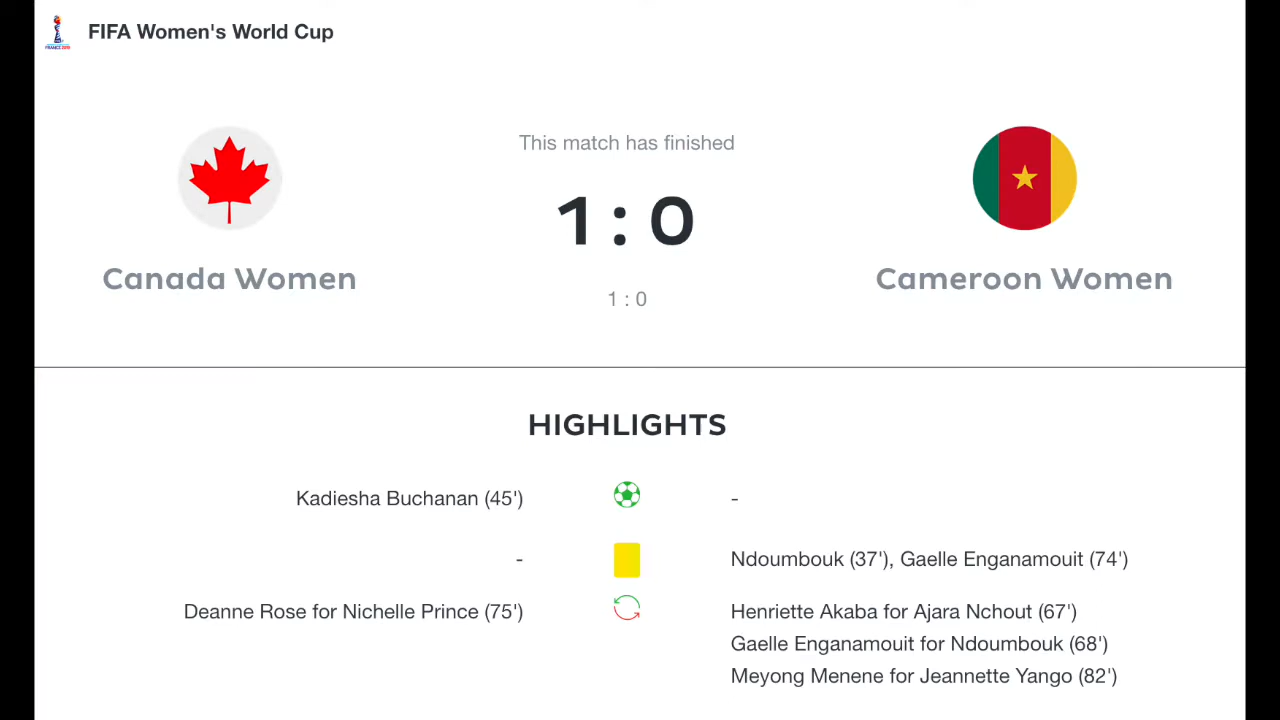 FIFA Women's World Cup
FRANCE 2019
This match has finished
1 : 0
Canada Women
Cameroon Women
1 : 0
HIGHLIGHTS
Kadiesha Buchanan (45') -
- Ndoumbouk (37'), Gaelle Enganamouit (74')
Deanne Rose for Nichelle Prince (75') Henriette Akaba for Ajara Nchout (67')
Gaelle Enganamouit for Ndoumbouk (68')
Meyong Menene for Jeannette Yango (82')